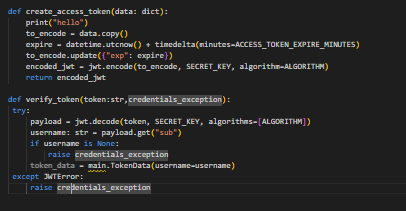 def create_access_token(data: dict):
    print("hello")
    to_encode = data.copy()
    expire = datetime.utcnow() + timedelta(minutes=ACCESS_TOKEN_EXPIRE_MINUTES)
    to_encode.update({"exp": expire})
    encoded_jwt = jwt.encode(to_encode, SECRET_KEY, algorithm=ALGORITHM)
    return encoded_jwt

def verify_token(token:str,credentials_exception):
 try:
     payload = jwt.decode(token, SECRET_KEY, algorithms=[ALGORITHM])
     username: str = payload.get("sub")
     if username is None:
         raise credentials_exception
     token_data = main.TokenData(username=username)
 except JWTError:
     raise credentials_exception